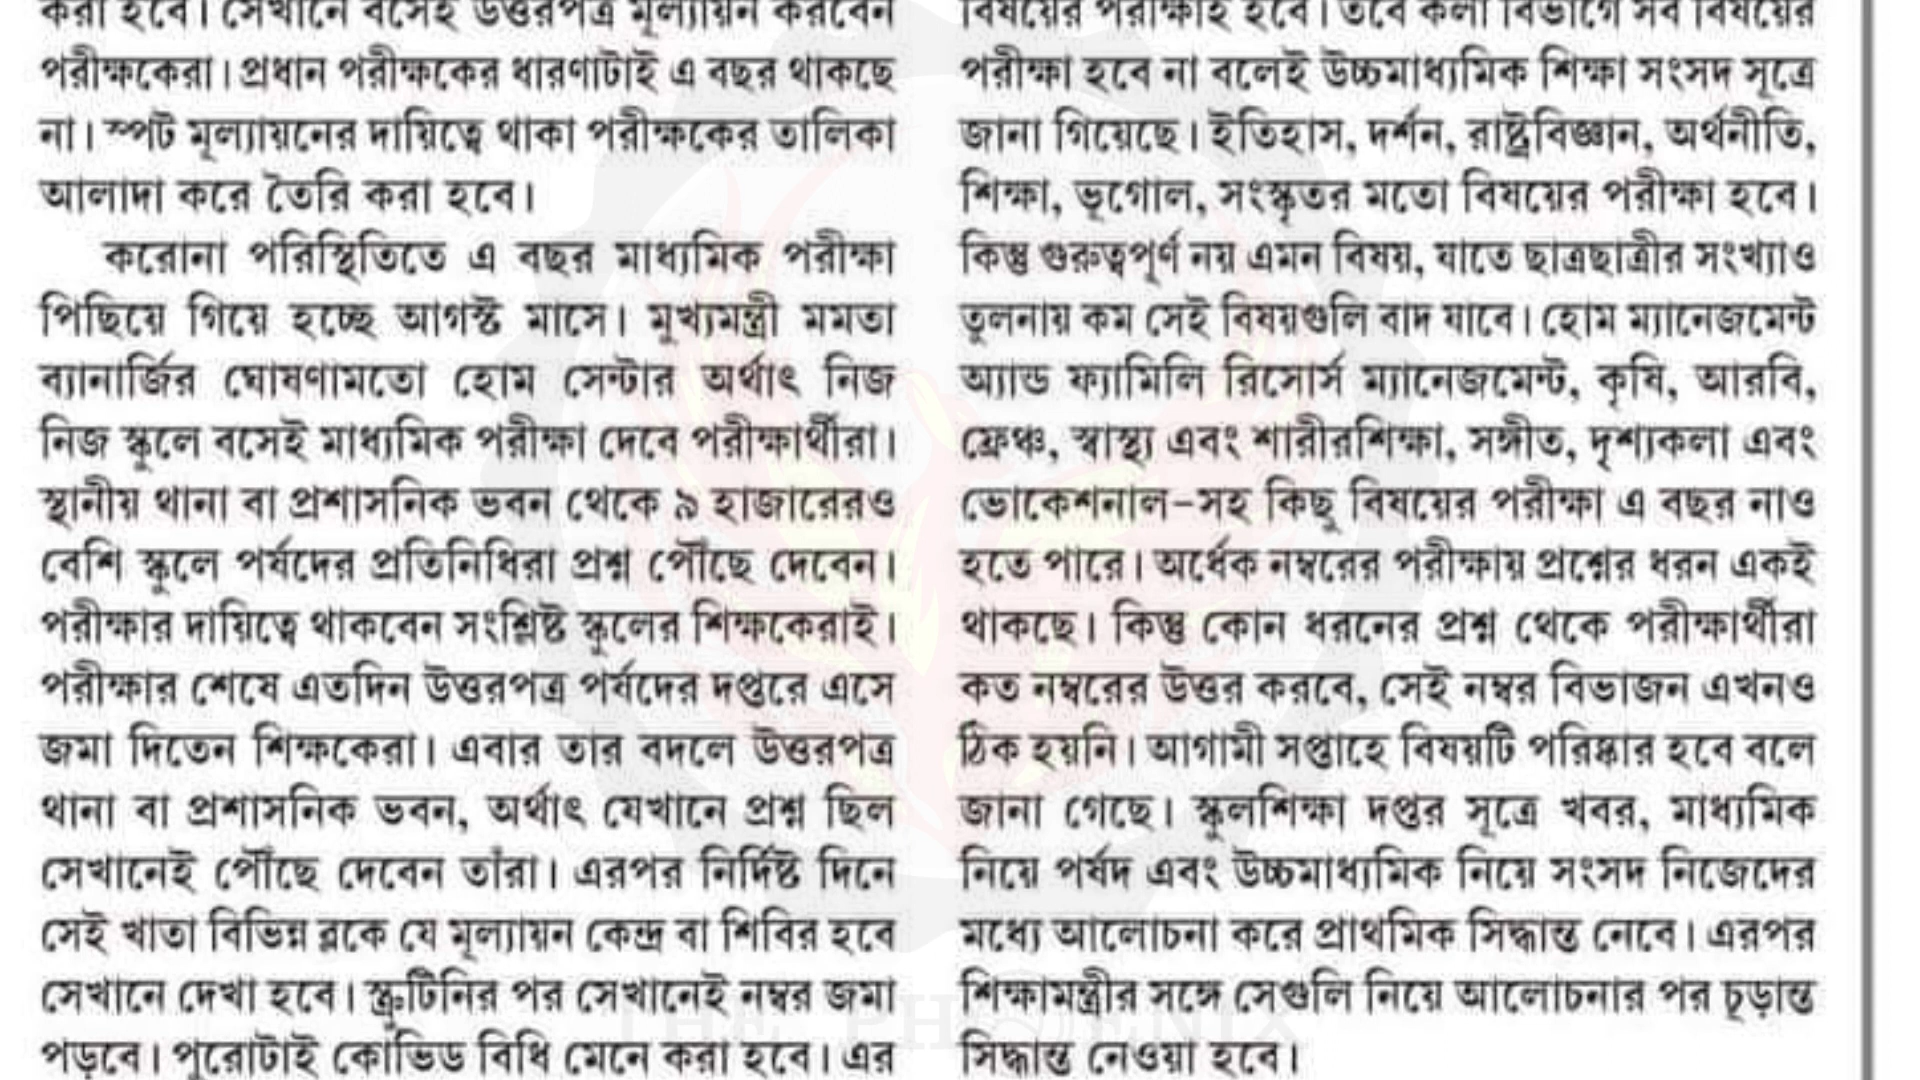 করা হবে। সেখানে বসেই উত্তরপত্র মূল্যায়ন করবেন
পরীক্ষকেরা। প্রধান পরীক্ষকের ধারণাটাই এ বছর থাকছে
না। স্পট মূল্যায়নের দায়িত্বে থাকা পরীক্ষকের তালিকা
আলাদা করে তৈরি করা হবে।
করোনা পরিস্থিতিতে এ বছর মাধ্যমিক পরীক্ষা
পিছিয়ে গিয়ে হচ্ছে আগস্ট মাসে। মুখ্যমন্ত্রী মমতা
ব্যানার্জির ঘোষণামতো হোম সেন্টার অর্থাৎ নিজ
নিজ স্কুলে বসেই মাধ্যমিক পরীক্ষা দেবে পরীক্ষার্থীরা।
স্থানীয় থানা বা প্রশাসনিক ভবন থেকে ৯ হাজারেরও
বেশি স্কুলে পর্ষদের প্রতিনিধিরা প্রশ্ন পৌঁছে দেবেন।
পরীক্ষার দায়িত্বে থাকবেন সংশ্লিষ্ট স্কুলের শিক্ষকেরাই।
পরীক্ষার শেষে এতদিন উত্তরপত্র পর্ষদের দপ্তরে এসে
জমা দিতেন শিক্ষকেরা। এবার তার বদলে উত্তরপত্র
থানা বা প্রশাসনিক ভবন, অর্থাৎ যেখানে প্রশ্ন ছিল
সেখানেই পৌঁছে দেবেন তাঁরা। এরপর নির্দিষ্ট দিনে
সেই খাতা বিভিন্ন ব্লকে যে মূল্যায়ন কেন্দ্র বা শিবির হবে
সেখানে দেখা হবে। স্ক্রুটিনির পর সেখানেই নম্বর জমা
পড়বে। পুরোটাই কোভিড বিধি মেনে করা হবে। এর
বিষয়ের পরীক্ষাই হবে। তবে কলা বিভাগে সব বিষয়ের
পরীক্ষা হবে না বলেই উচ্চমাধ্যমিক শিক্ষা সংসদ সূত্রে
জানা গিয়েছে। ইতিহাস, দর্শন, রাষ্ট্রবিজ্ঞান, অর্থনীতি,
শিক্ষা, ভূগোল, সংস্কৃতর মতো বিষয়ের পরীক্ষা হবে।
কিন্তু গুরুত্বপূর্ণ নয় এমন বিষয়, যাতে ছাত্রছাত্রীর সংখ্যাও
তুলনায় কম সেই বিষয়গুলি বাদ যাবে। হোম ম্যানেজমেন্ট
অ্যান্ড ফ্যামিলি রিসোর্স ম্যানেজমেন্ট, কৃষি, আরবি,
ফ্রেঞ্চ, স্বাস্থ্য এবং শারীরশিক্ষা, সঙ্গীত, দৃশ্যকলা এবং
ভোকেশনাল-সহ কিছু বিষয়ের পরীক্ষা এ বছর নাও
হতে পারে। অর্ধেক নম্বরের পরীক্ষায় প্রশ্নের ধরন একই
থাকছে। কিন্তু কোন ধরনের প্রশ্ন থেকে পরীক্ষার্থীরা
কত নম্বরের উত্তর করবে, সেই নম্বর বিভাজন এখনও
ঠিক হয়নি। আগামী সপ্তাহে বিষয়টি পরিষ্কার হবে বলে
জানা গেছে। স্কুলশিক্ষা দপ্তর সূত্রে খবর, মাধ্যমিক
নিয়ে পর্ষদ এবং উচ্চমাধ্যমিক নিয়ে সংসদ নিজেদের
মধ্যে আলোচনা করে প্রাথমিক সিদ্ধান্ত নেবে। এরপর
শিক্ষামন্ত্রীর সঙ্গে সেগুলি নিয়ে আলোচনার পর চূড়ান্ত
সিদ্ধান্ত নেওয়া হবে।
THE PHOENIX